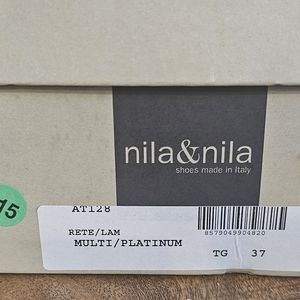 nila&nila
shoes made in Italy
15
AT128
RETE/LAM
MULTI/PLATINUM
8579049904820
TG 37